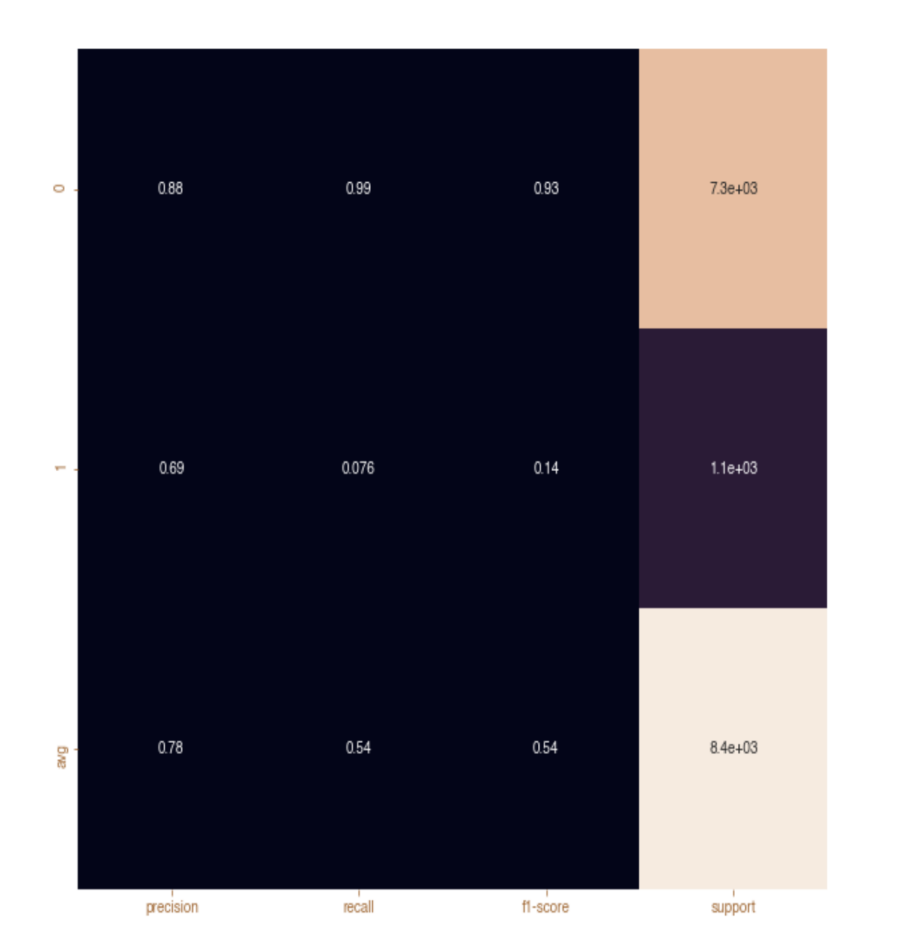 0 0.88 0.99 0.93 7.3e+03
1 0.69 0.076 0.14 1.1e+03
avg 0.78 0.54 0.54 8.4e+03
precision recall f1-score support